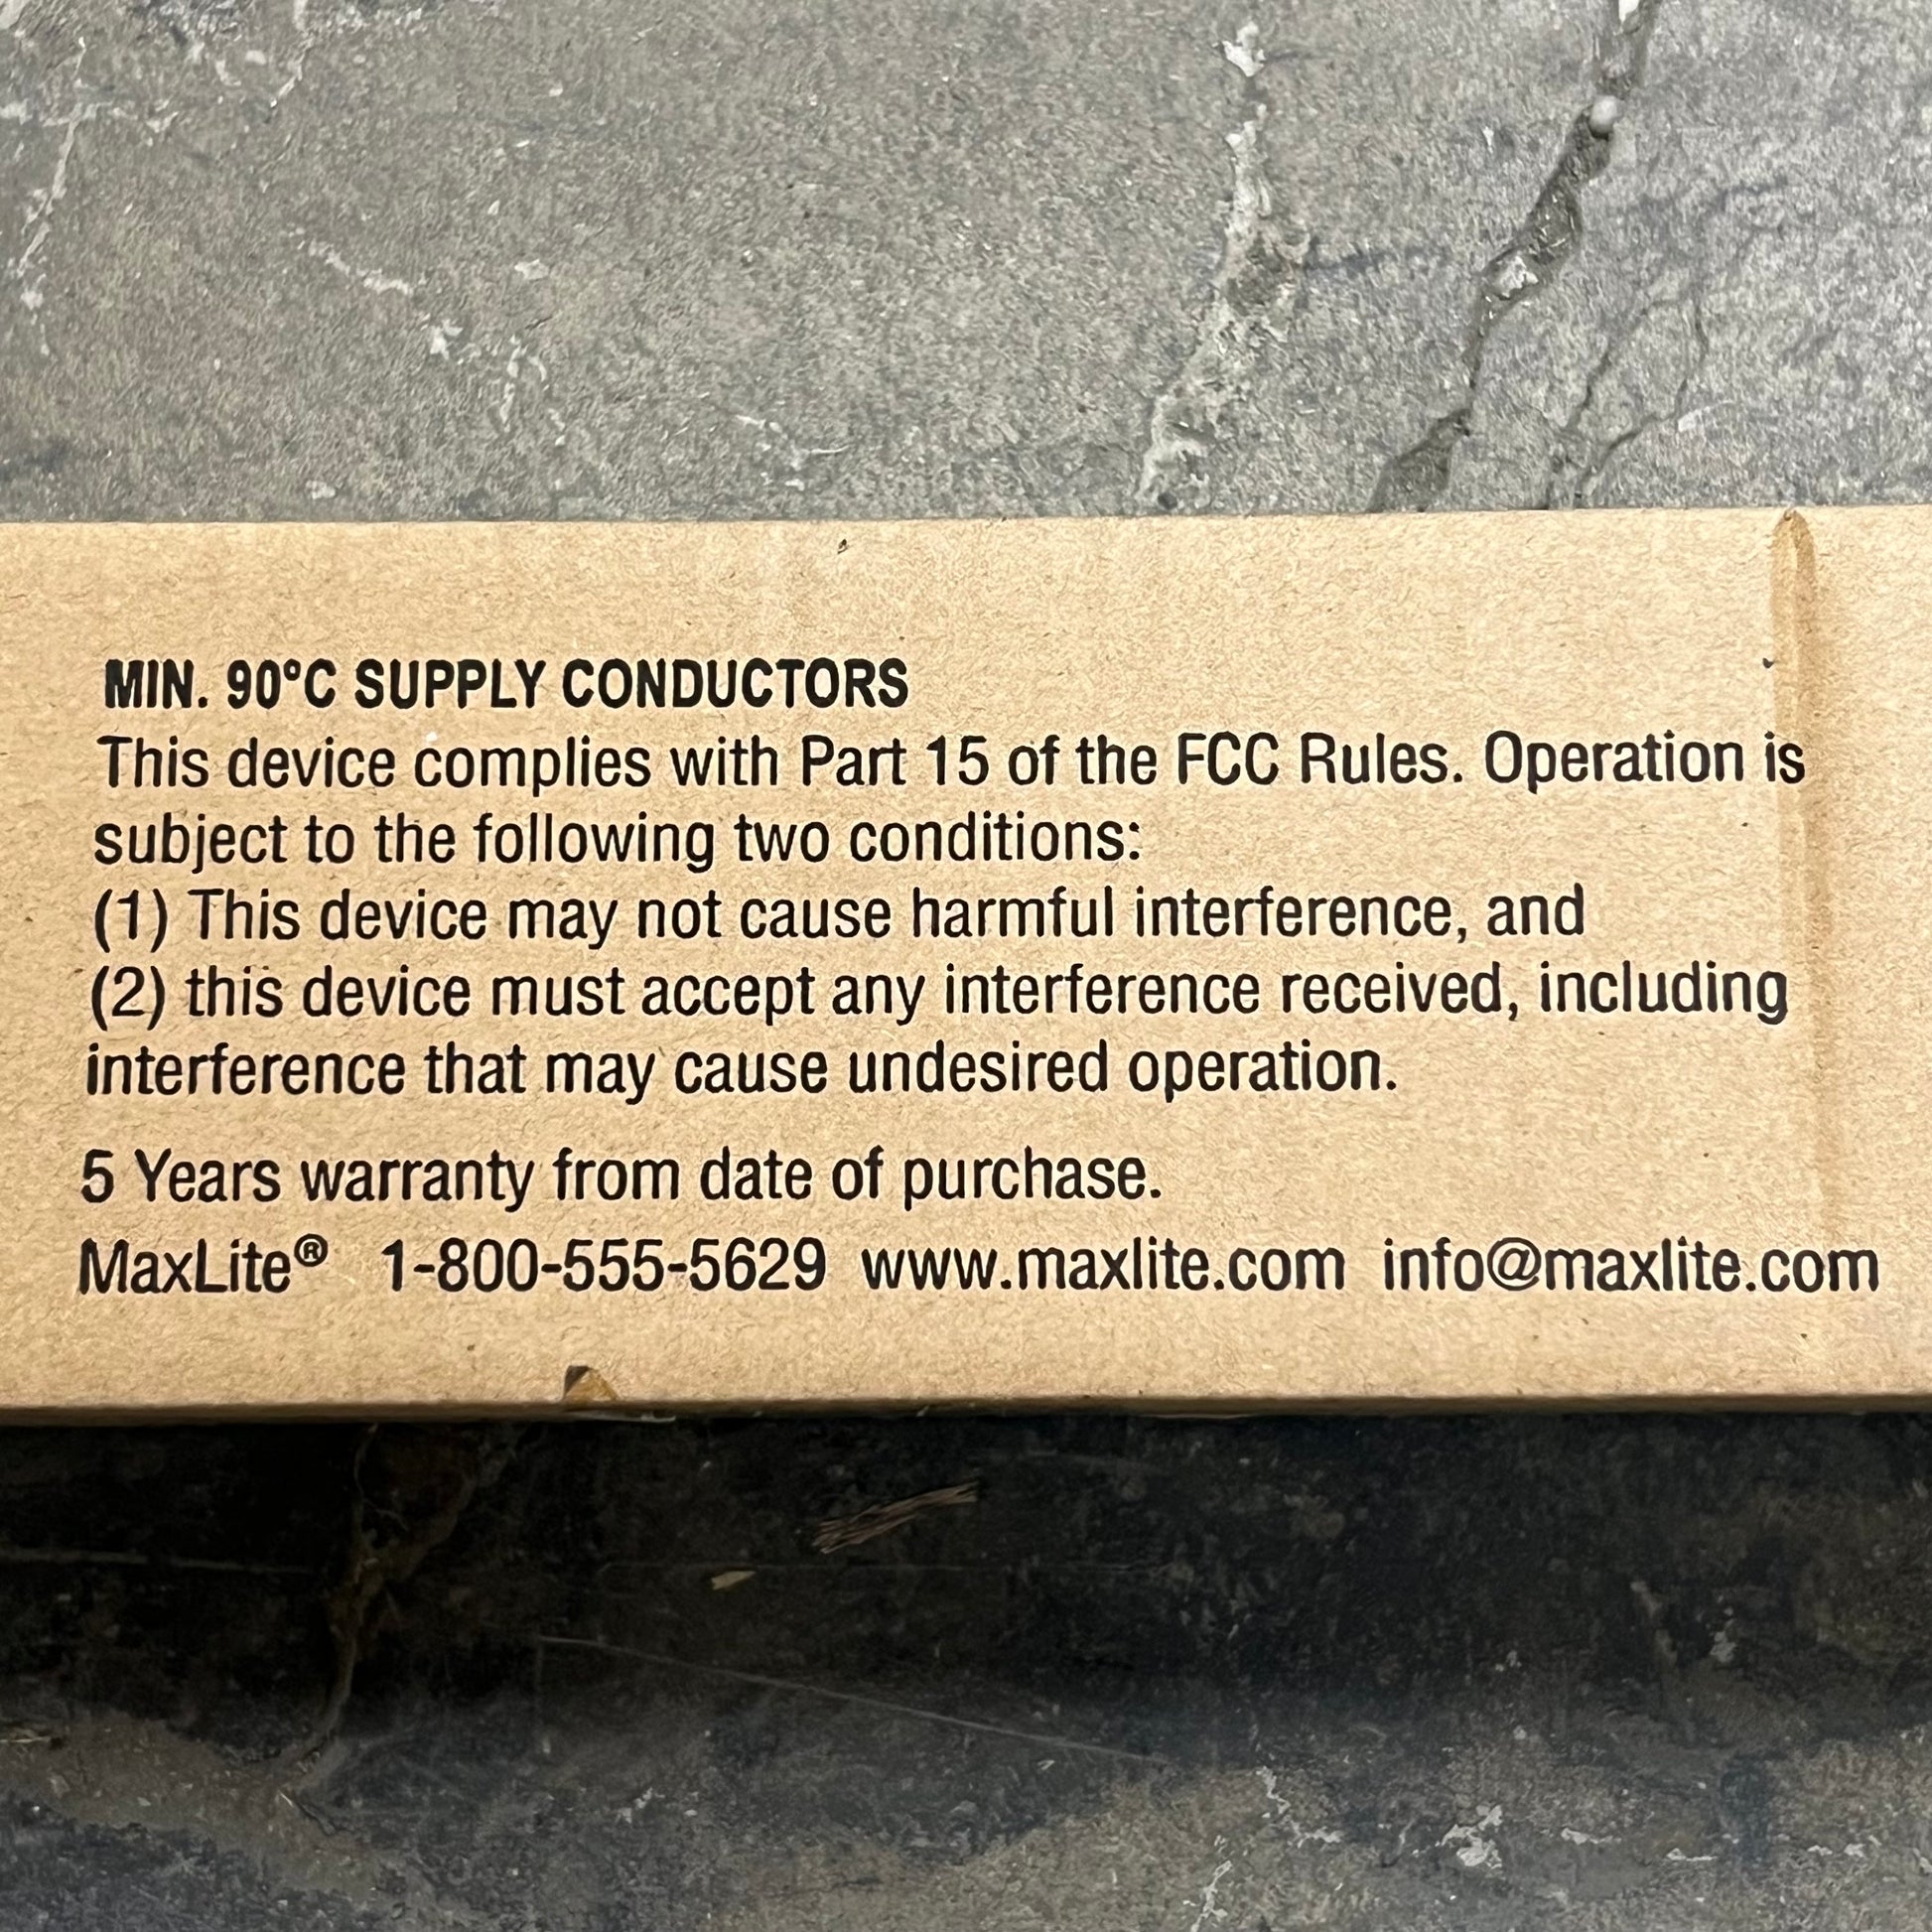 MIN. 90°C SUPPLY CONDUCTORS
This device complies with Part 15 of the FCC Rules. Operation is
subject to the following two conditions:
(1) This device may not cause harmful interference, and
(2) this device must accept any interference received, including
interference that may cause undesired operation.
5 Years warranty from date of purchase.
MaxLite® 1-800-555-5629 www.maxlite.com info@maxlite.com